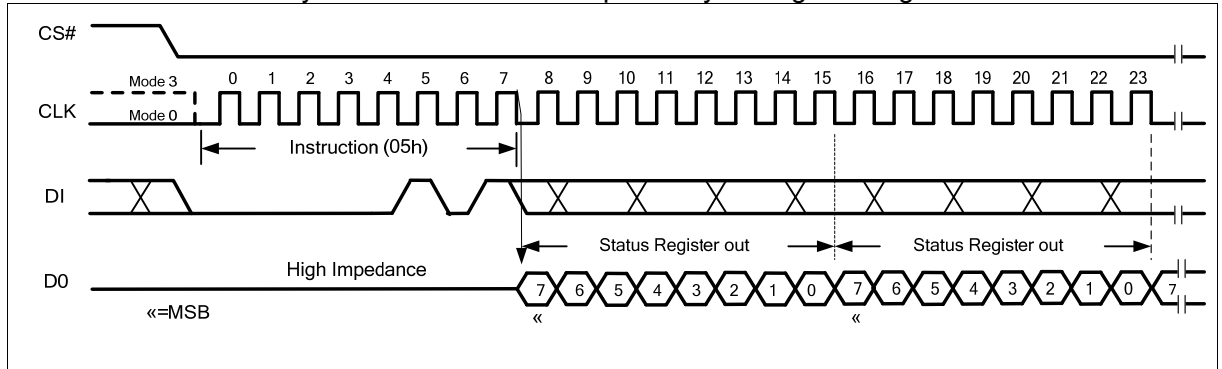 CS#
Mode 3
0 1 2 3 4 5 6 7 8 9 10 11 12 13 14 15 16 17 18 19 20 21 22 23
CLK
Mode 0
Instruction (05h)
DI
Status Register out Status Register out
High Impedance
D0
7 6 5 4 3 2 1 0 7 6 5 4 3 2 1 0 7
«=MSB
« «